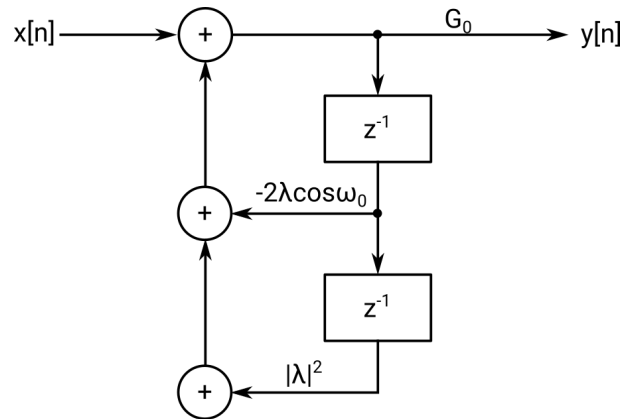 x[n] + G₀ y[n]
z⁻¹
+ -2λcosω₀
z⁻¹
+ |λ|²